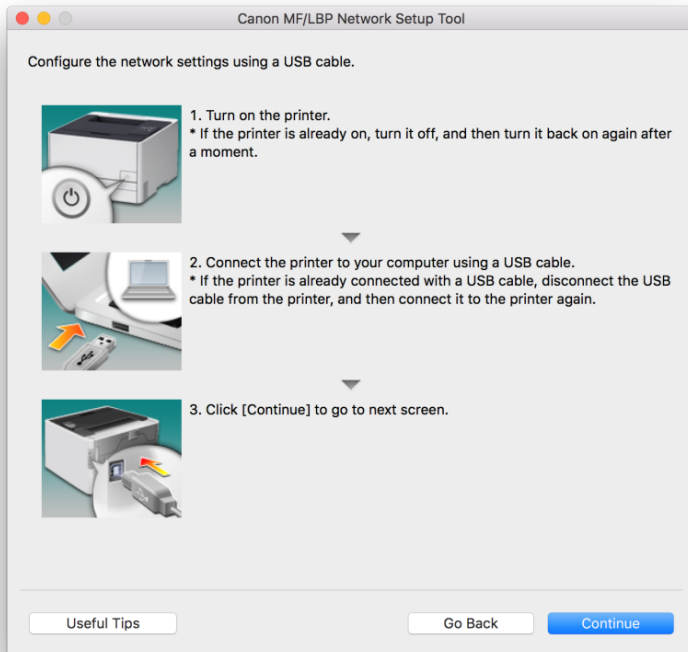 Canon MF/LBP Network Setup Tool
Configure the network settings using a USB cable.
1. Turn on the printer.
* If the printer is already on, turn it off, and then turn it back on again after
a moment.
2. Connect the printer to your computer using a USB cable.
* If the printer is already connected with a USB cable, disconnect the USB
cable from the printer, and then connect it to the printer again.
3. Click [Continue] to go to next screen.
Useful Tips
Go Back
Continue